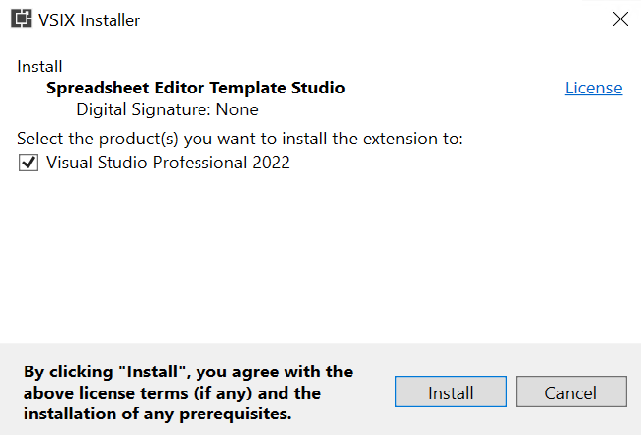 VSIX Installer
Install
Spreadsheet Editor Template Studio
License
Digital Signature: None
Select the product(s) you want to install the extension to:
Visual Studio Professional 2022
By clicking "Install", you agree with the
above license terms (if any) and the
installation of any prerequisites.
Install
Cancel